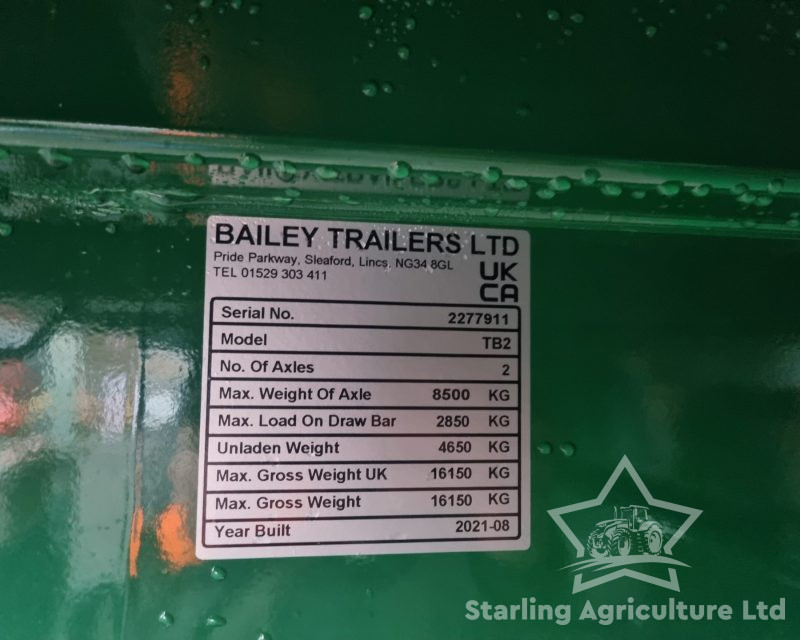 BAILEY TRAILERS LTD
Pride Parkway, Sleaford, Lincs, NG34 8GL
TEL 01529 303 411
UK
CA
Serial No. 2277911
Model TB2
No. Of Axles 2
Max. Weight Of Axle 8500 KG
Max. Load On Draw Bar 2850 KG
Unladen Weight 4650 KG
Max. Gross Weight UK 16150 KG
Max. Gross Weight 16150 KG
Year Built 2021-08
Starling Agriculture Ltd